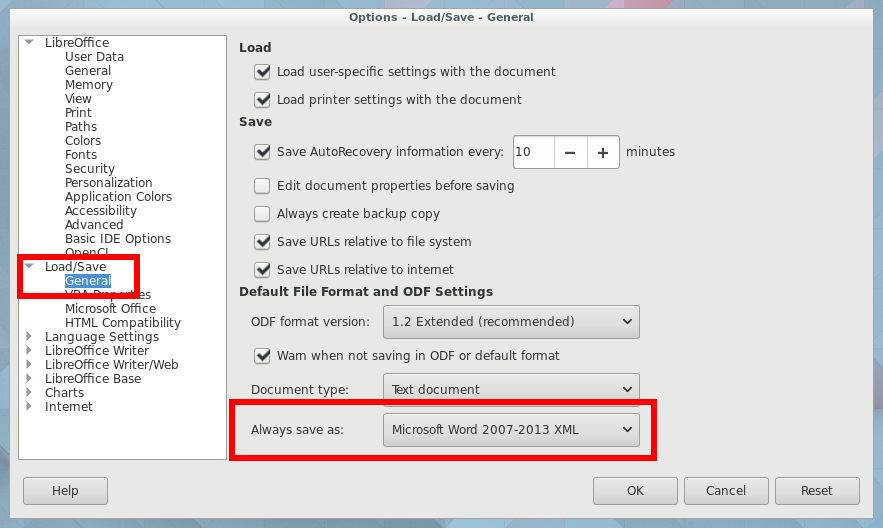 Options - Load/Save - General
LibreOffice
User Data
General
Memory
View
Print
Paths
Colors
Fonts
Security
Personalization
Application Colors
Accessibility
Advanced
Basic IDE Options
OpenCL
Load/Save
General
VBA Properties
Microsoft Office
HTML Compatibility
Language Settings
LibreOffice Writer
LibreOffice Writer/Web
LibreOffice Base
Charts
Internet
Load
Load user-specific settings with the document
Load printer settings with the document
Save
Save AutoRecovery information every: 10 − + minutes
Edit document properties before saving
Always create backup copy
Save URLs relative to file system
Save URLs relative to internet
Default File Format and ODF Settings
ODF format version: 1.2 Extended (recommended)
Warn when not saving in ODF or default format
Document type: Text document
Always save as: Microsoft Word 2007-2013 XML
Help OK Cancel Reset